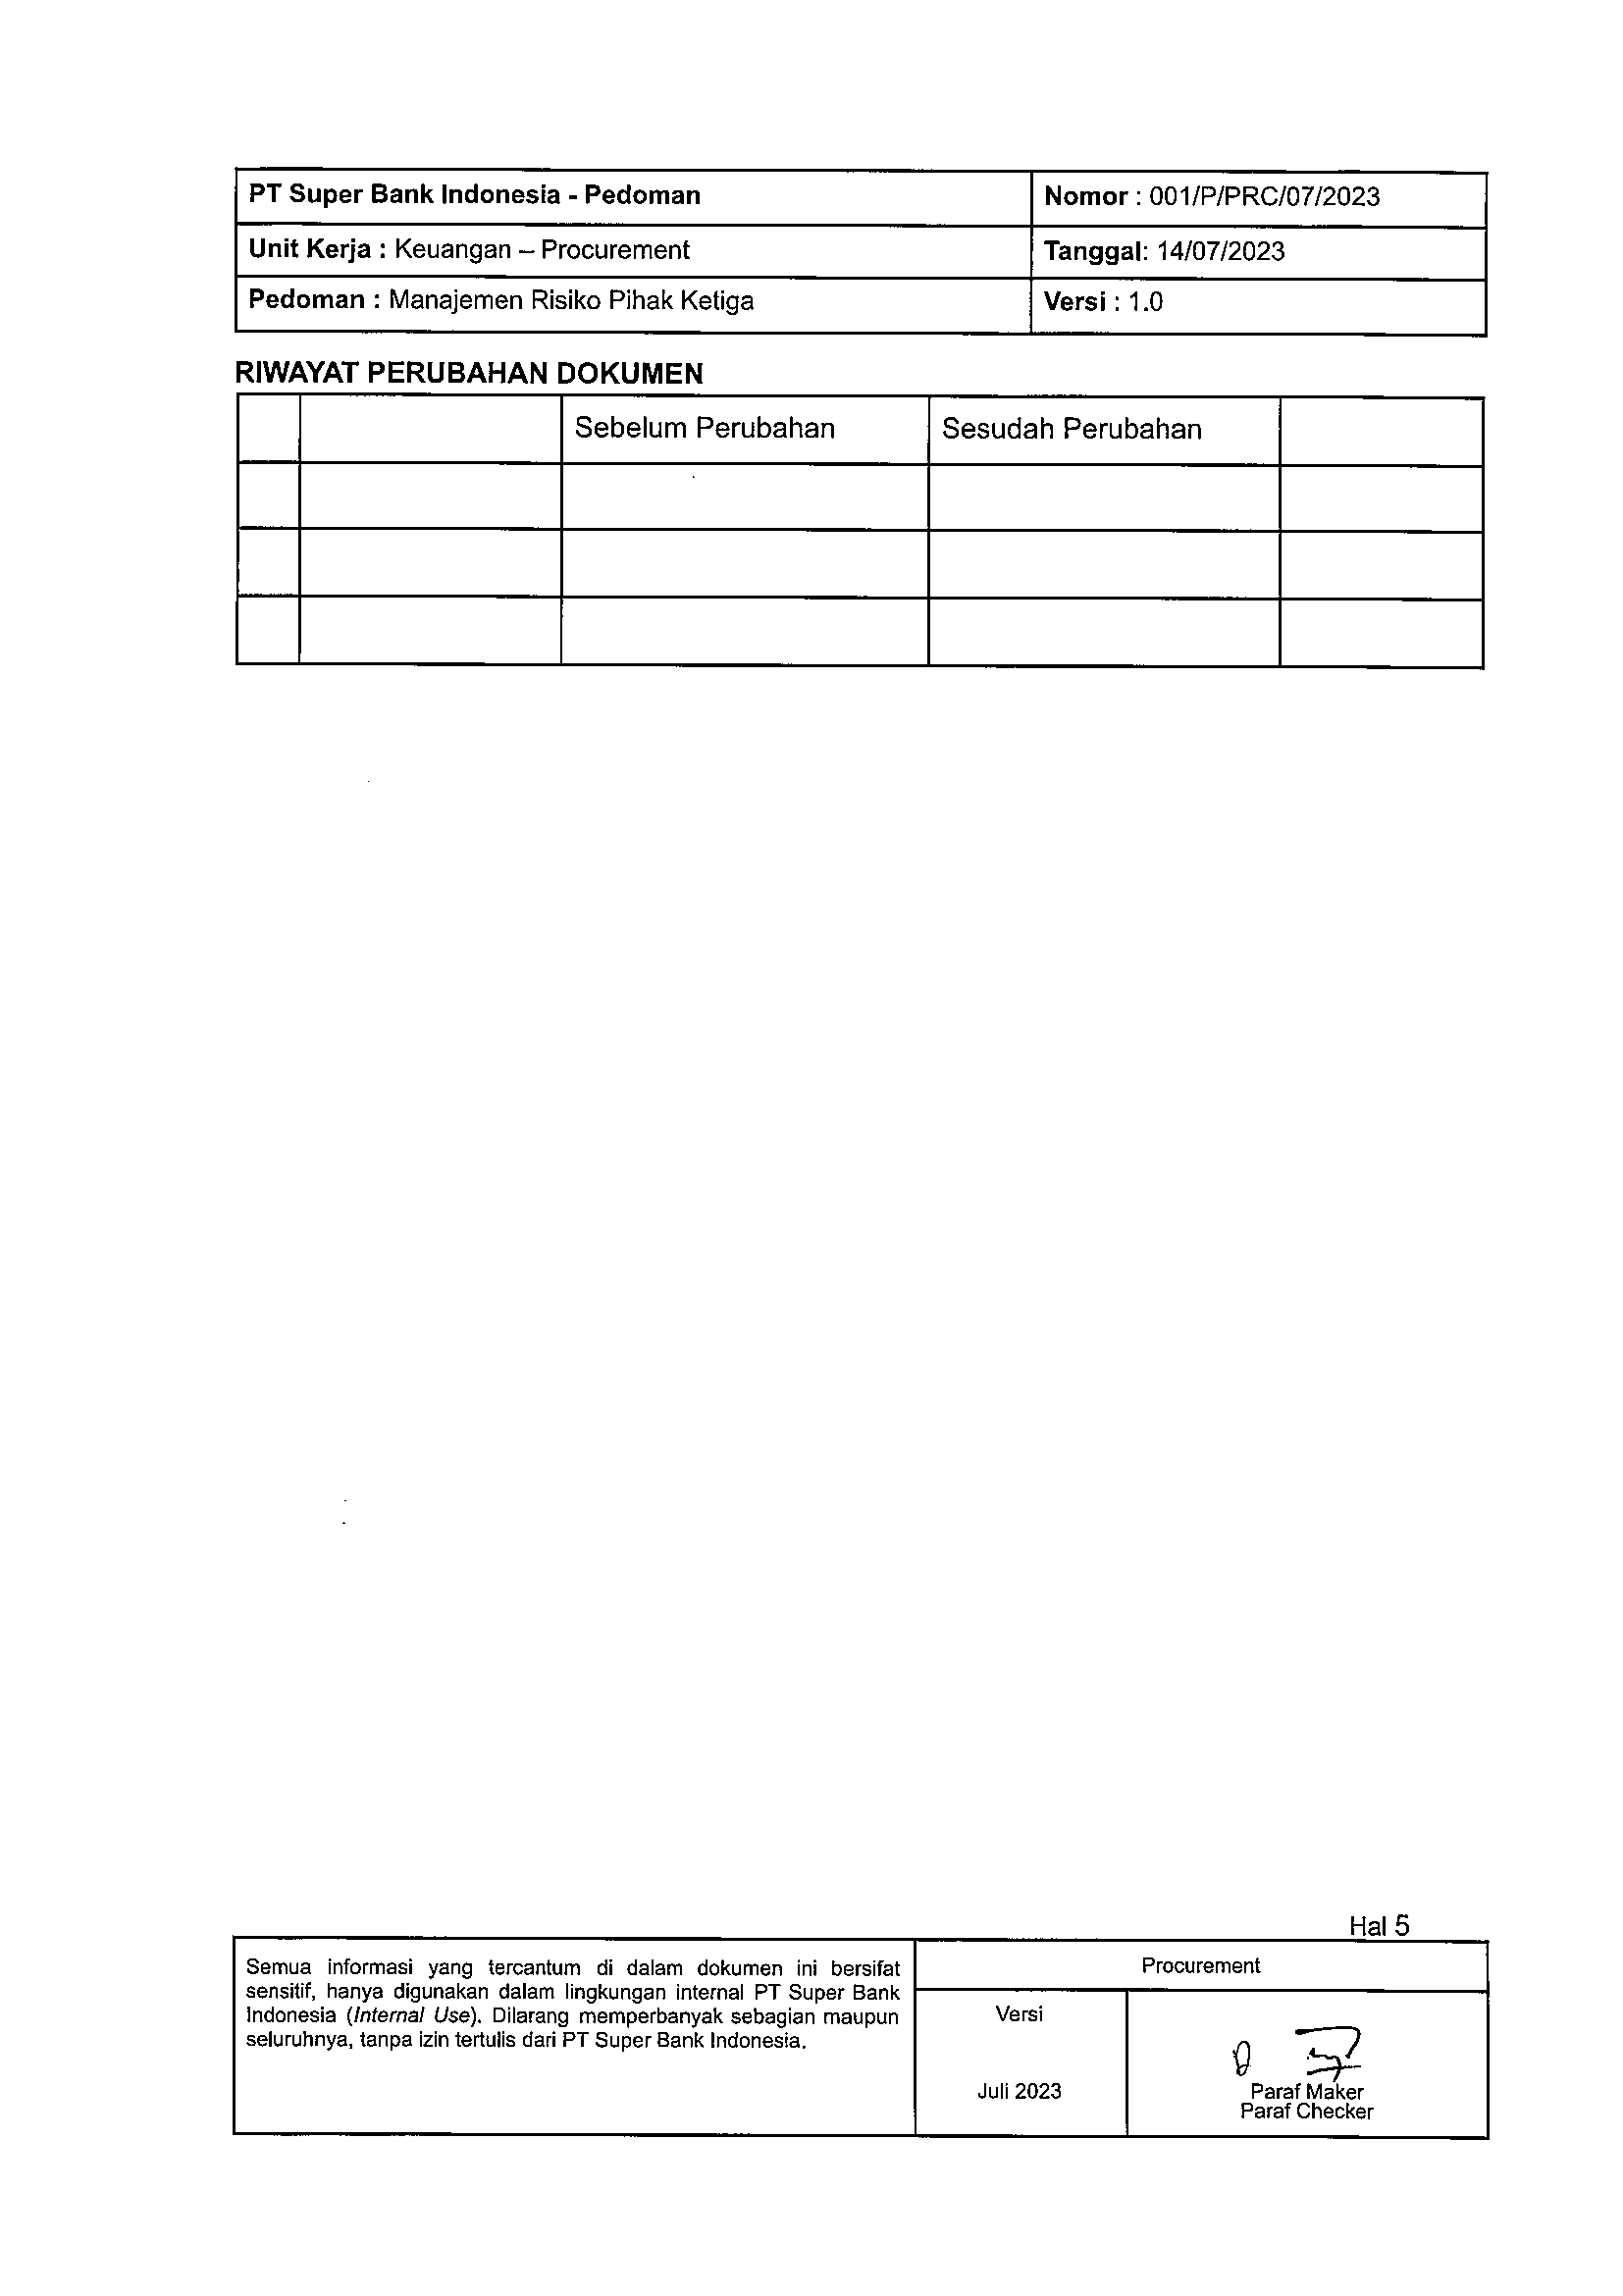 PT Super Bank Indonesia - Pedoman
Nomor : 001/P/PRC/07/2023
Unit Kerja : Keuangan – Procurement
Tanggal: 14/07/2023
Pedoman : Manajemen Risiko Pihak Ketiga
Versi : 1.0
RIWAYAT PERUBAHAN DOKUMEN
Sebelum Perubahan
Sesudah Perubahan
Hal 5
Semua informasi yang tercantum di dalam dokumen ini bersifat
sensitif, hanya digunakan dalam lingkungan internal PT Super Bank
Indonesia (Internal Use). Dilarang memperbanyak sebagian maupun
seluruhnya, tanpa izin tertulis dari PT Super Bank Indonesia.
Procurement
Versi
Juli 2023
Paraf Maker
Paraf Checker